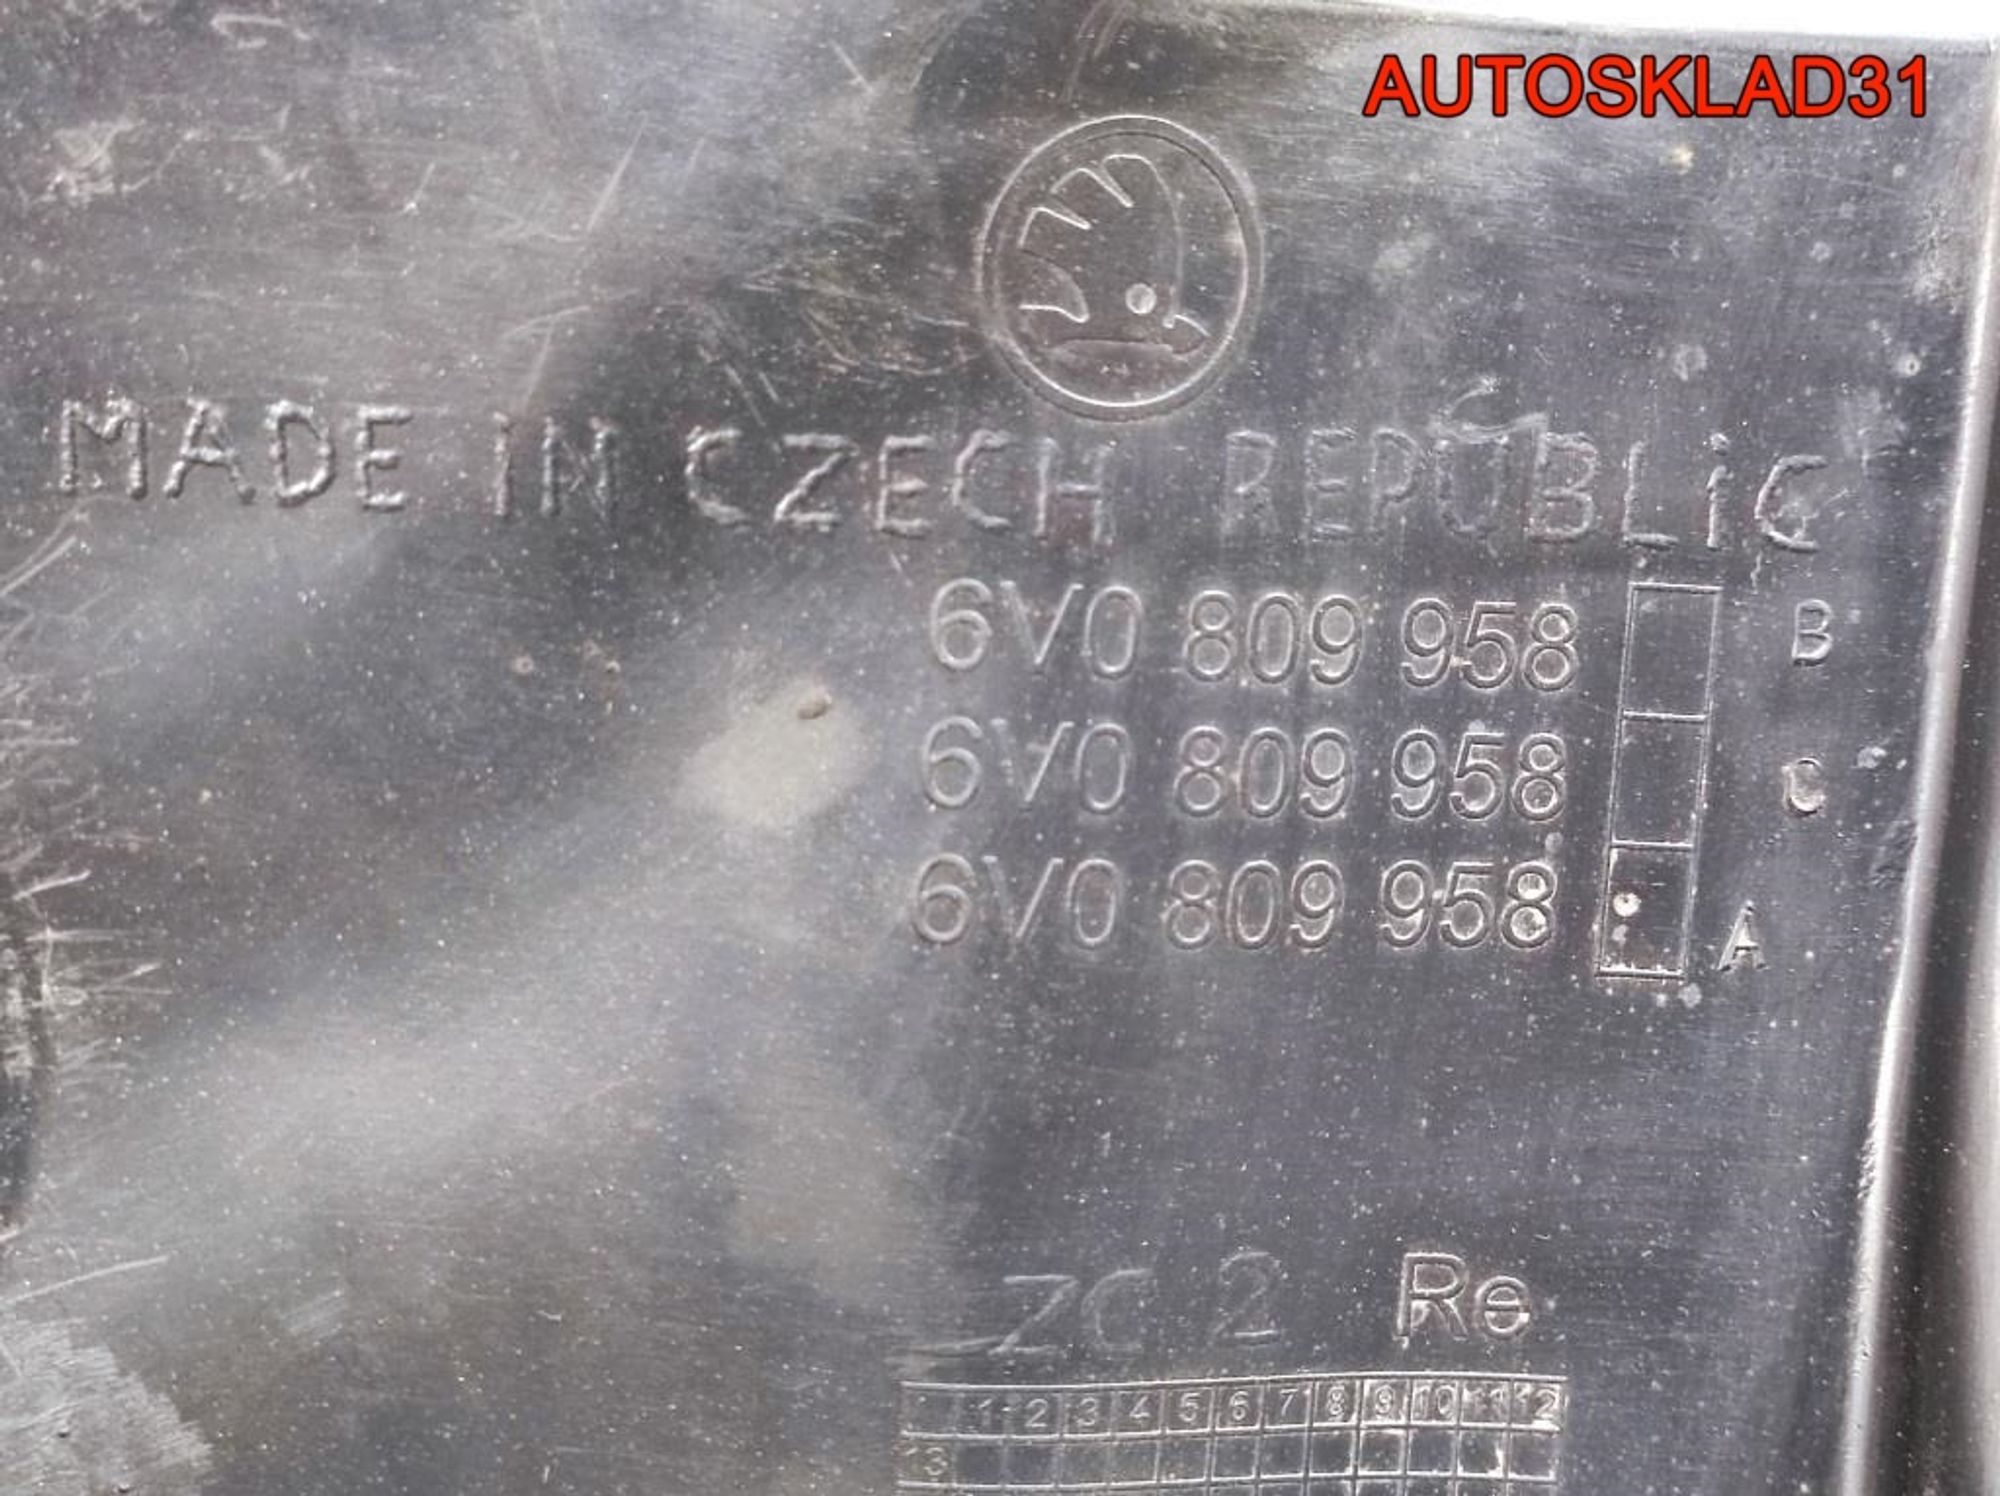 AUTOSKLAD31
MADE iN CZECH REPUBLiC
6V0 809 958 B
6V0 809 958 C
6V0 809 958 A
ZC 2 Re
1 2 3 4 5 6 7 8 9 10 11 12
13